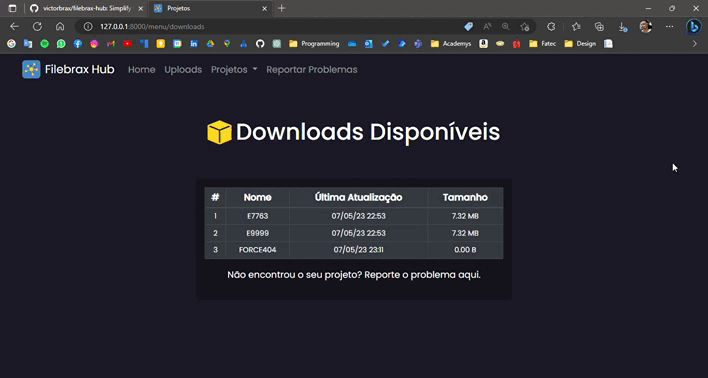 victorbrax/filebrax-hub: Simplify
Projetos
127.0.0.1:8000/menu/downloads
Programming
Academys
Fatec
Design
Filebrax Hub
Home
Uploads
Projetos
Reportar Problemas
Downloads Disponíveis
# Nome Última Atualização Tamanho
1 E7763 07/05/23 22:53 7.32 MB
2 E9999 07/05/23 22:53 7.32 MB
3 FORCE404 07/05/23 23:11 0.00 B
Não encontrou o seu projeto? Reporte o problema aqui.